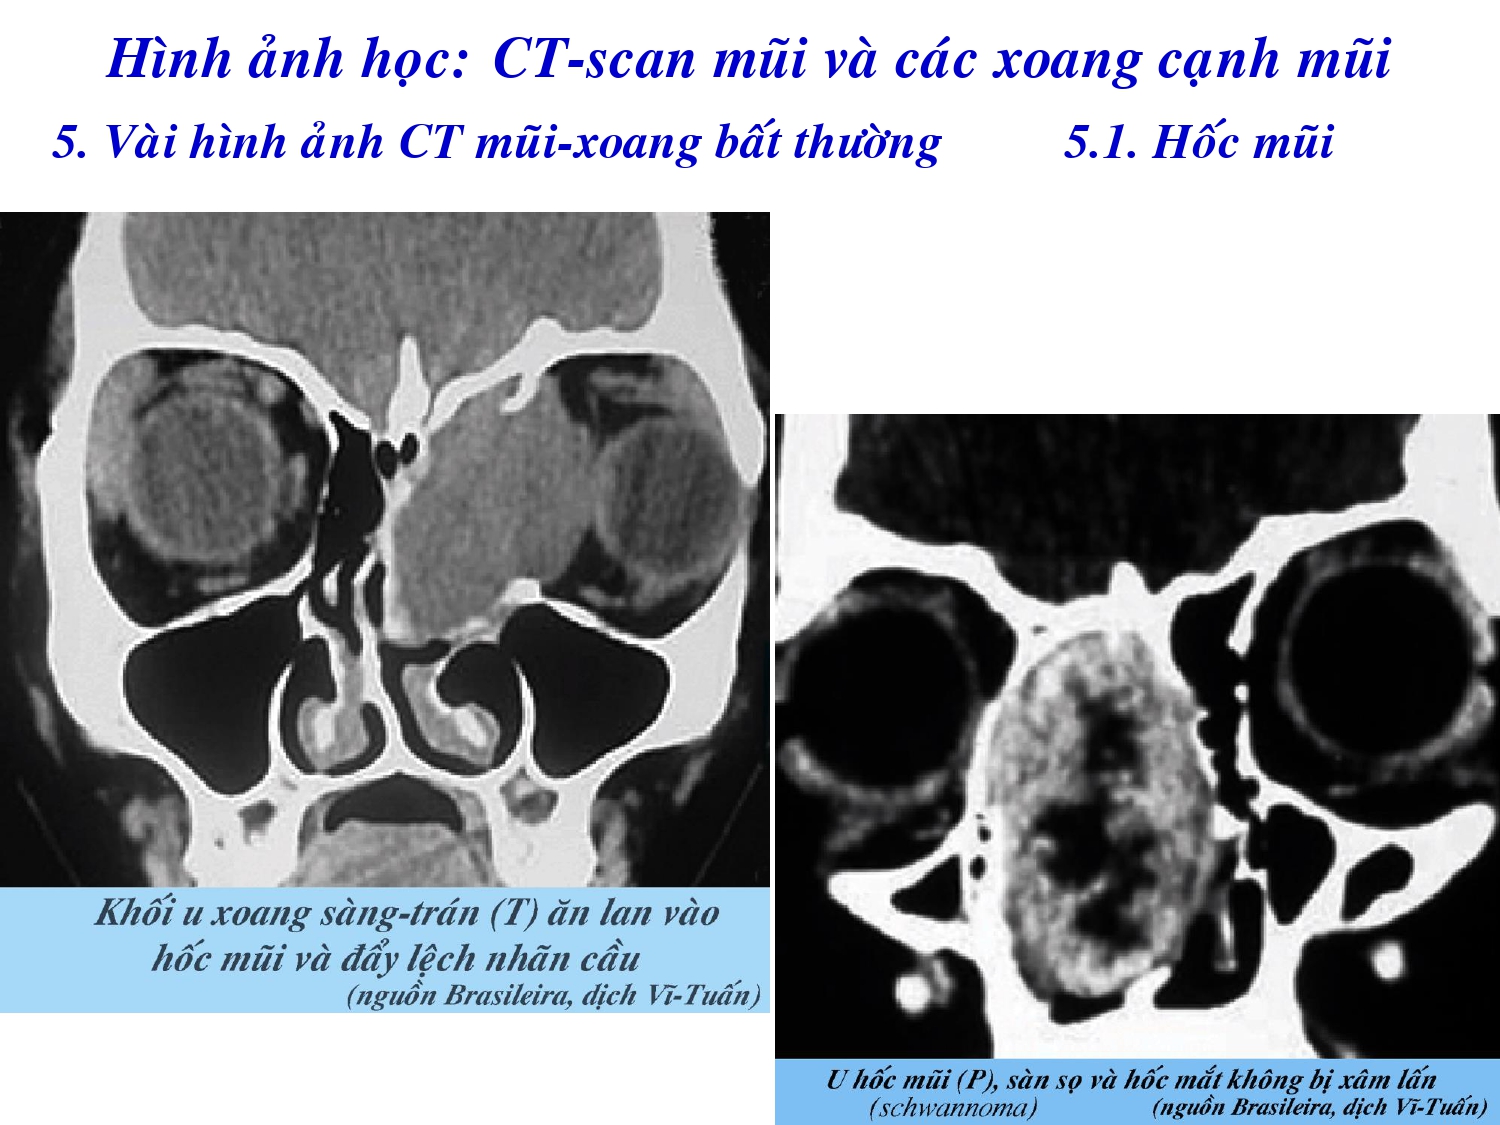 Hình ảnh học: CT-scan mũi và các xoang cạnh mũi
5. Vài hình ảnh CT mũi-xoang bất thường 5.1. Hốc mũi
Khối u xoang sàng-trán (T) ăn lan vào
hốc mũi và đẩy lệch nhãn cầu
(nguồn Brasileira, dịch Vĩ-Tuấn)
U hốc mũi (P), sàn sọ và hốc mắt không bị xâm lấn
(schwannoma) (nguồn Brasileira, dịch Vĩ-Tuấn)